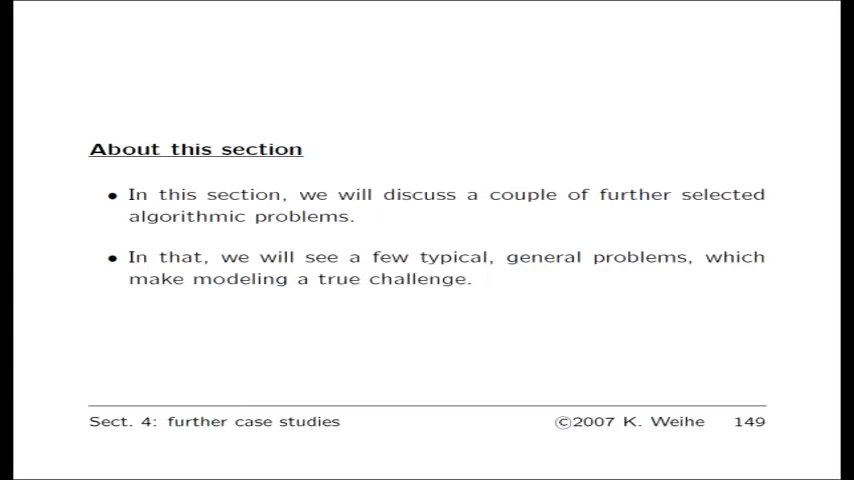 About this section
• In this section, we will discuss a couple of further selected
algorithmic problems.
• In that, we will see a few typical, general problems, which
make modeling a true challenge.
Sect. 4: further case studies ©2007 K. Weihe 149